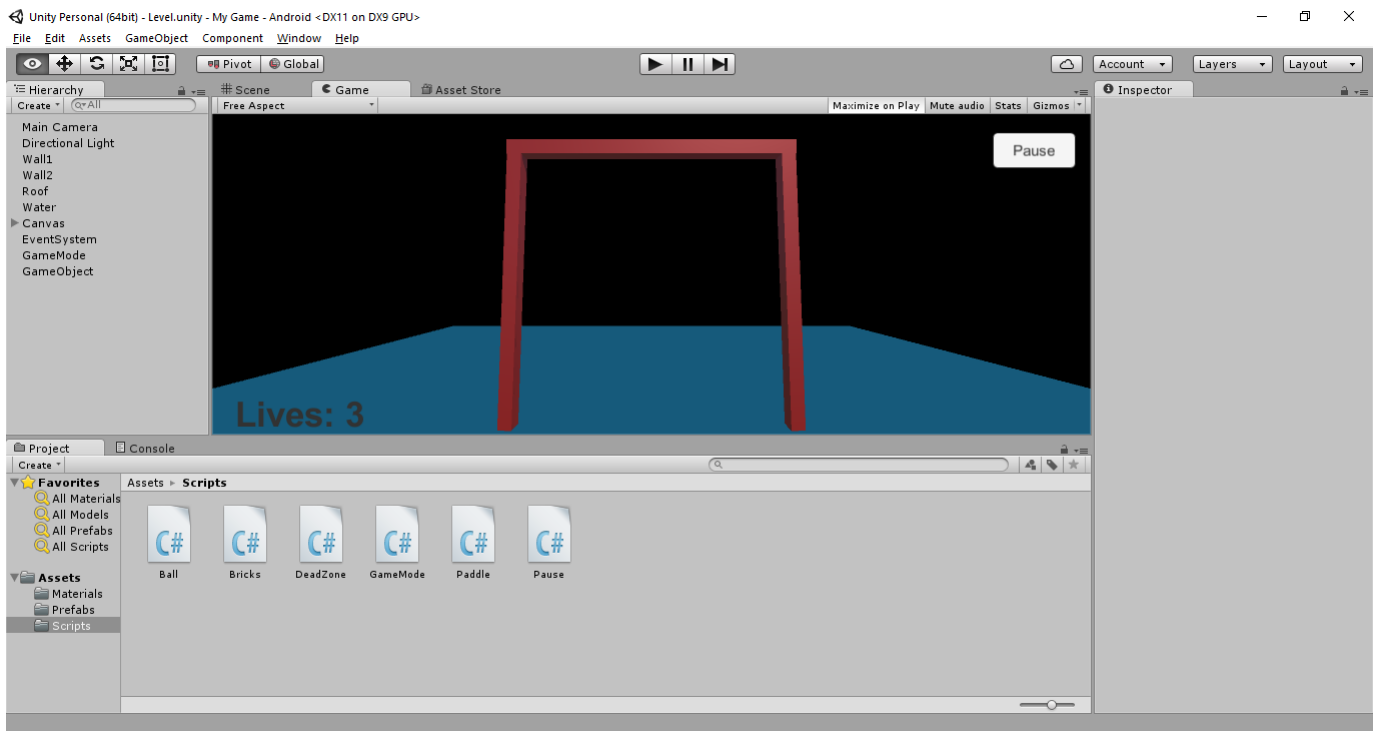 Unity Personal (64bit) - Level.unity - My Game - Android <DX11 on DX9 GPU>
File Edit Assets GameObject Component Window Help
Pivot Global Account Layers Layout
Hierarchy Scene Game Asset Store Inspector
Create All Free Aspect Maximize on Play Mute audio Stats Gizmos
Main Camera
Directional Light
Wall1
Wall2
Roof
Water
Canvas
EventSystem
GameMode
GameObject
Pause
Lives: 3
Project Console
Create
Favorites
All Materials
All Models
All Prefabs
All Scripts
Assets
Materials
Prefabs
Scripts
Assets Scripts
C# C# C# C# C# C#
Ball Bricks DeadZone GameMode Paddle Pause